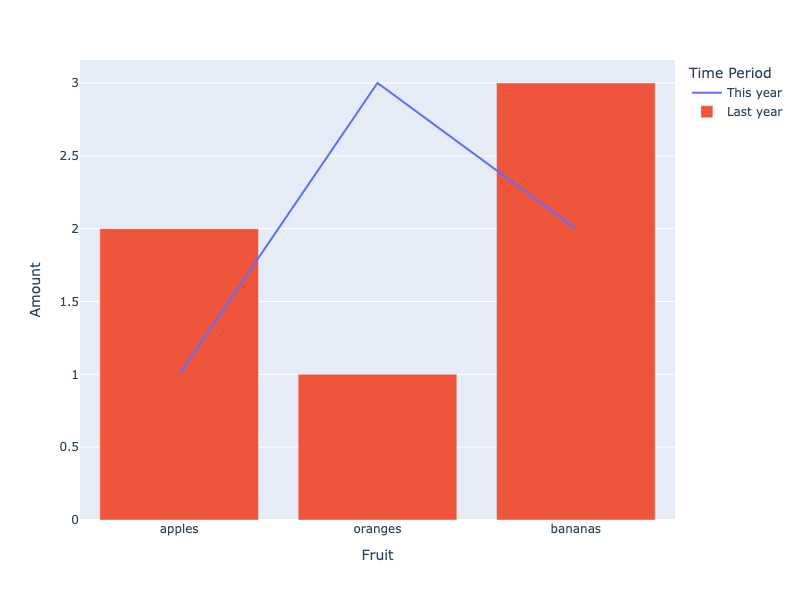 Time Period
This year
Last year
3
2.5
2
1.5
1
0.5
0
Amount
apples oranges bananas
Fruit